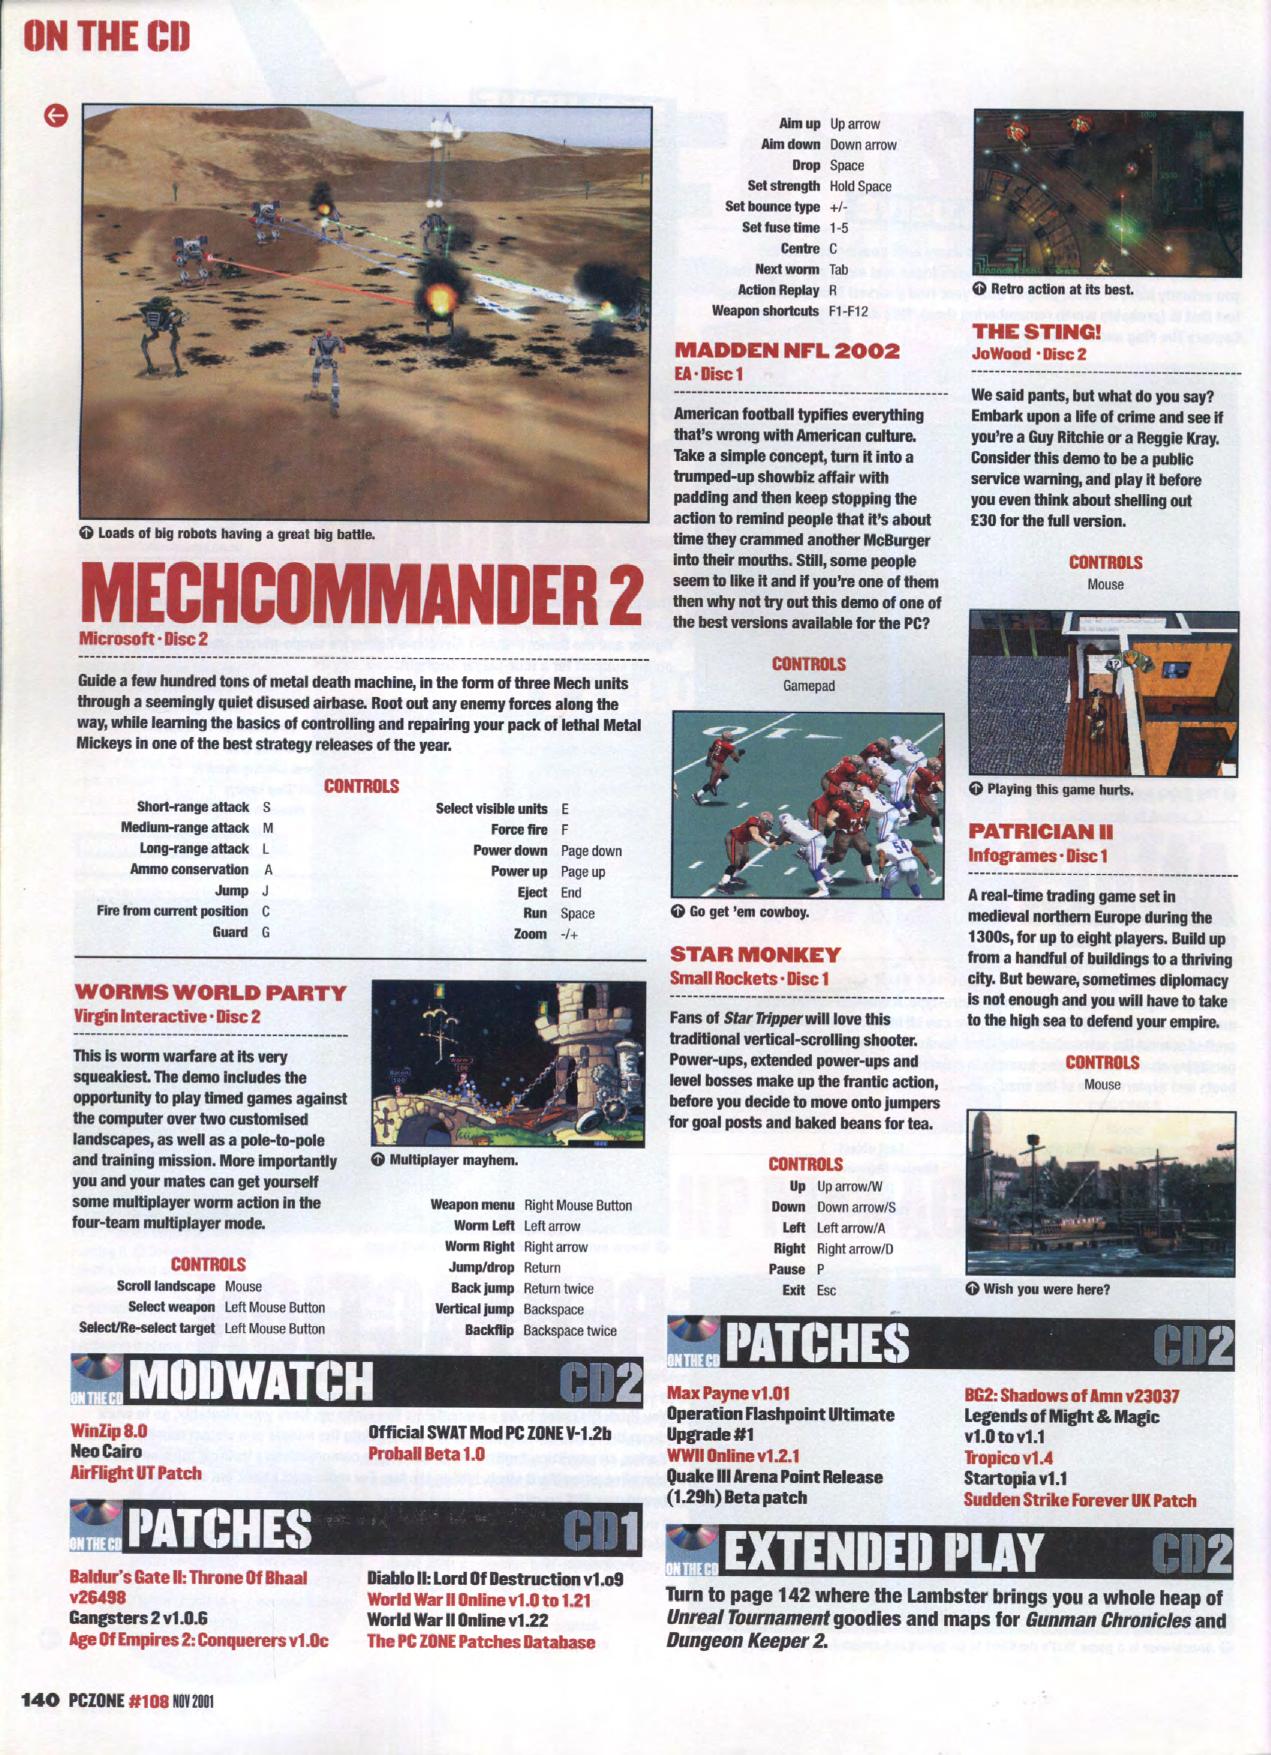 ON THE CD
Loads of big robots having a great big battle.
MECHCOMMANDER 2
Microsoft · Disc 2
Guide a few hundred tons of metal death machine, in the form of three Mech units
through a seemingly quiet disused airbase. Root out any enemy forces along the
way, while learning the basics of controlling and repairing your pack of lethal Metal
Mickeys in one of the best strategy releases of the year.
CONTROLS
Short-range attack S
Medium-range attack M
Long-range attack L
Ammo conservation A
Jump J
Fire from current position C
Guard G
Select visible units E
Force fire F
Power down Page down
Power up Page up
Eject End
Run Space
Zoom -/+
WORMS WORLD PARTY
Virgin Interactive · Disc 2
This is worm warfare at its very
squeakiest. The demo includes the
opportunity to play timed games against
the computer over two customised
landscapes, as well as a pole-to-pole
and training mission. More importantly
you and your mates can get yourself
some multiplayer worm action in the
four-team multiplayer mode.
CONTROLS
Scroll landscape Mouse
Select weapon Left Mouse Button
Select/Re-select target Left Mouse Button
Multiplayer mayhem.
Weapon menu Right Mouse Button
Worm Left Left arrow
Worm Right Right arrow
Jump/drop Return
Back jump Return twice
Vertical jump Backspace
Backflip Backspace twice
Aim up Up arrow
Aim down Down arrow
Drop Space
Set strength Hold Space
Set bounce type +/-
Set fuse time 1-5
Centre C
Next worm Tab
Action Replay R
Weapon shortcuts F1-F12
MADDEN NFL 2002
EA · Disc 1
American football typifies everything
that's wrong with American culture.
Take a simple concept, turn it into a
trumped-up showbiz affair with
padding and then keep stopping the
action to remind people that it's about
time they crammed another McBurger
into their mouths. Still, some people
seem to like it and if you're one of them
then why not try out this demo of one of
the best versions available for the PC?
CONTROLS
Gamepad
Go get 'em cowboy.
STAR MONKEY
Small Rockets · Disc 1
Fans of Star Tripper will love this
traditional vertical-scrolling shooter.
Power-ups, extended power-ups and
level bosses make up the frantic action,
before you decide to move onto jumpers
for goal posts and baked beans for tea.
CONTROLS
Up Up arrow/W
Down Down arrow/S
Left Left arrow/A
Right Right arrow/D
Pause P
Exit Esc
Retro action at its best.
THE STING!
JoWood · Disc 2
We said pants, but what do you say?
Embark upon a life of crime and see if
you're a Guy Ritchie or a Reggie Kray.
Consider this demo to be a public
service warning, and play it before
you even think about shelling out
£30 for the full version.
CONTROLS
Mouse
Playing this game hurts.
PATRICIAN II
Infogrames · Disc 1
A real-time trading game set in
medieval northern Europe during the
1300s, for up to eight players. Build up
from a handful of buildings to a thriving
city. But beware, sometimes diplomacy
is not enough and you will have to take
to the high sea to defend your empire.
CONTROLS
Mouse
Wish you were here?
ON THE CD MODWATCH CD2
WinZip 8.0
Neo Cairo
AirFlight UT Patch
Official SWAT Mod PC ZONE V-1.2b
Proball Beta 1.0
ON THE CD PATCHES CD1
Baldur's Gate II: Throne Of Bhaal
v26498
Gangsters 2 v1.0.6
Age Of Empires 2: Conquerers v1.0c
Diablo II: Lord Of Destruction v1.o9
World War II Online v1.0 to 1.21
World War II Online v1.22
The PC ZONE Patches Database
ON THE CD PATCHES CD2
Max Payne v1.01
Operation Flashpoint Ultimate
Upgrade #1
WWII Online v1.2.1
Quake III Arena Point Release
(1.29h) Beta patch
BG2: Shadows of Amn v23037
Legends of Might & Magic
v1.0 to v1.1
Tropico v1.4
Startopia v1.1
Sudden Strike Forever UK Patch
ON THE CD EXTENDED PLAY CD2
Turn to page 142 where the Lambster brings you a whole heap of
Unreal Tournament goodies and maps for Gunman Chronicles and
Dungeon Keeper 2.
140 PCZONE #108 NOV 2001